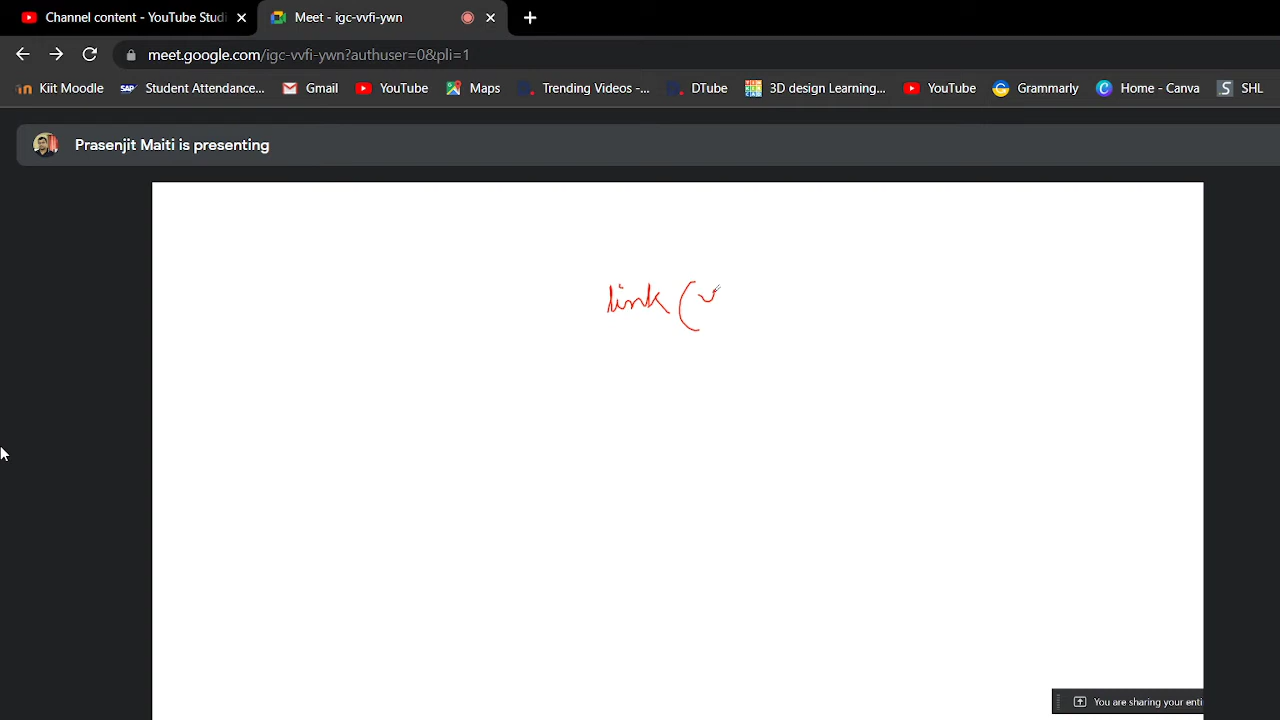 Channel content - YouTube Studi
Meet - igc-vvfi-ywn
meet.google.com/igc-vvfi-ywn?authuser=0&pli=1
Kiit Moodle
SAP Student Atendance...
Gmail
YouTube
Maps
Trending Videos -...
DTube
3D design Learning...
YouTube
Grammarly
Home - Canva
S SHL
Prasenjit Maiti is presenting
link (v
You are sharing your enti